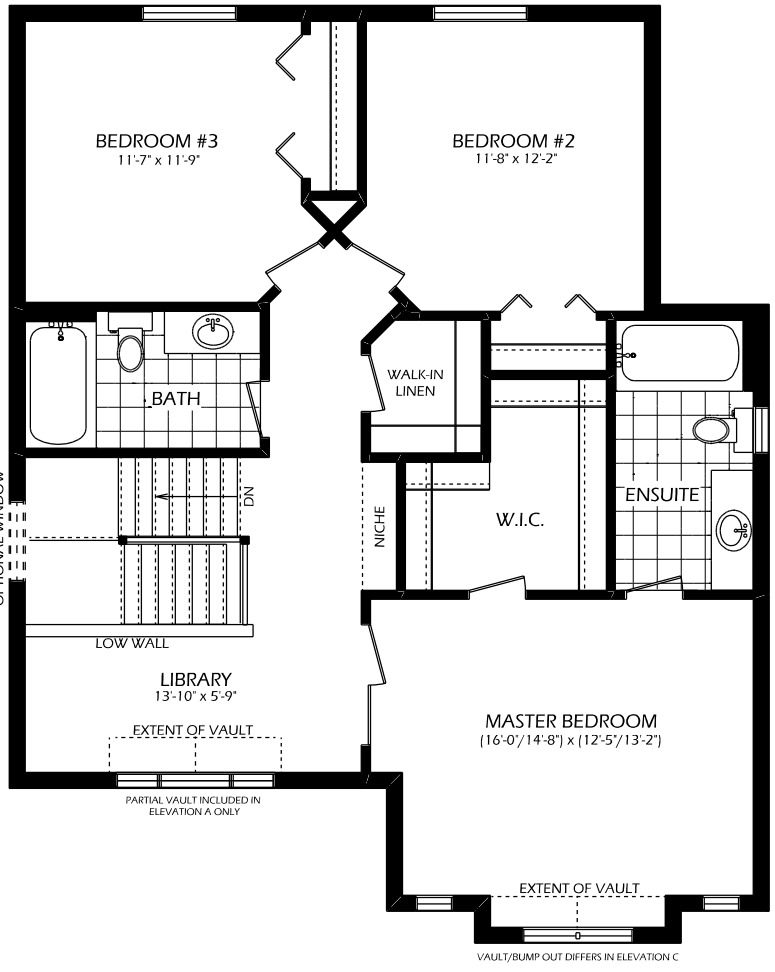 BEDROOM #3
11'-7" x 11'-9"
BEDROOM #2
11'-8" x 12'-2"
BATH
WALK-IN
LINEN
DN
NICHE
W.I.C.
ENSUITE
OPTIONAL WINDOW
LOW WALL
LIBRARY
13'-10" x 5'-9"
EXTENT OF VAULT
PARTIAL VAULT INCLUDED IN
ELEVATION A ONLY
MASTER BEDROOM
(16'-0"/14'-8") x (12'-5"/13'-2")
EXTENT OF VAULT
VAULT/BUMP OUT DIFFERS IN ELEVATION C